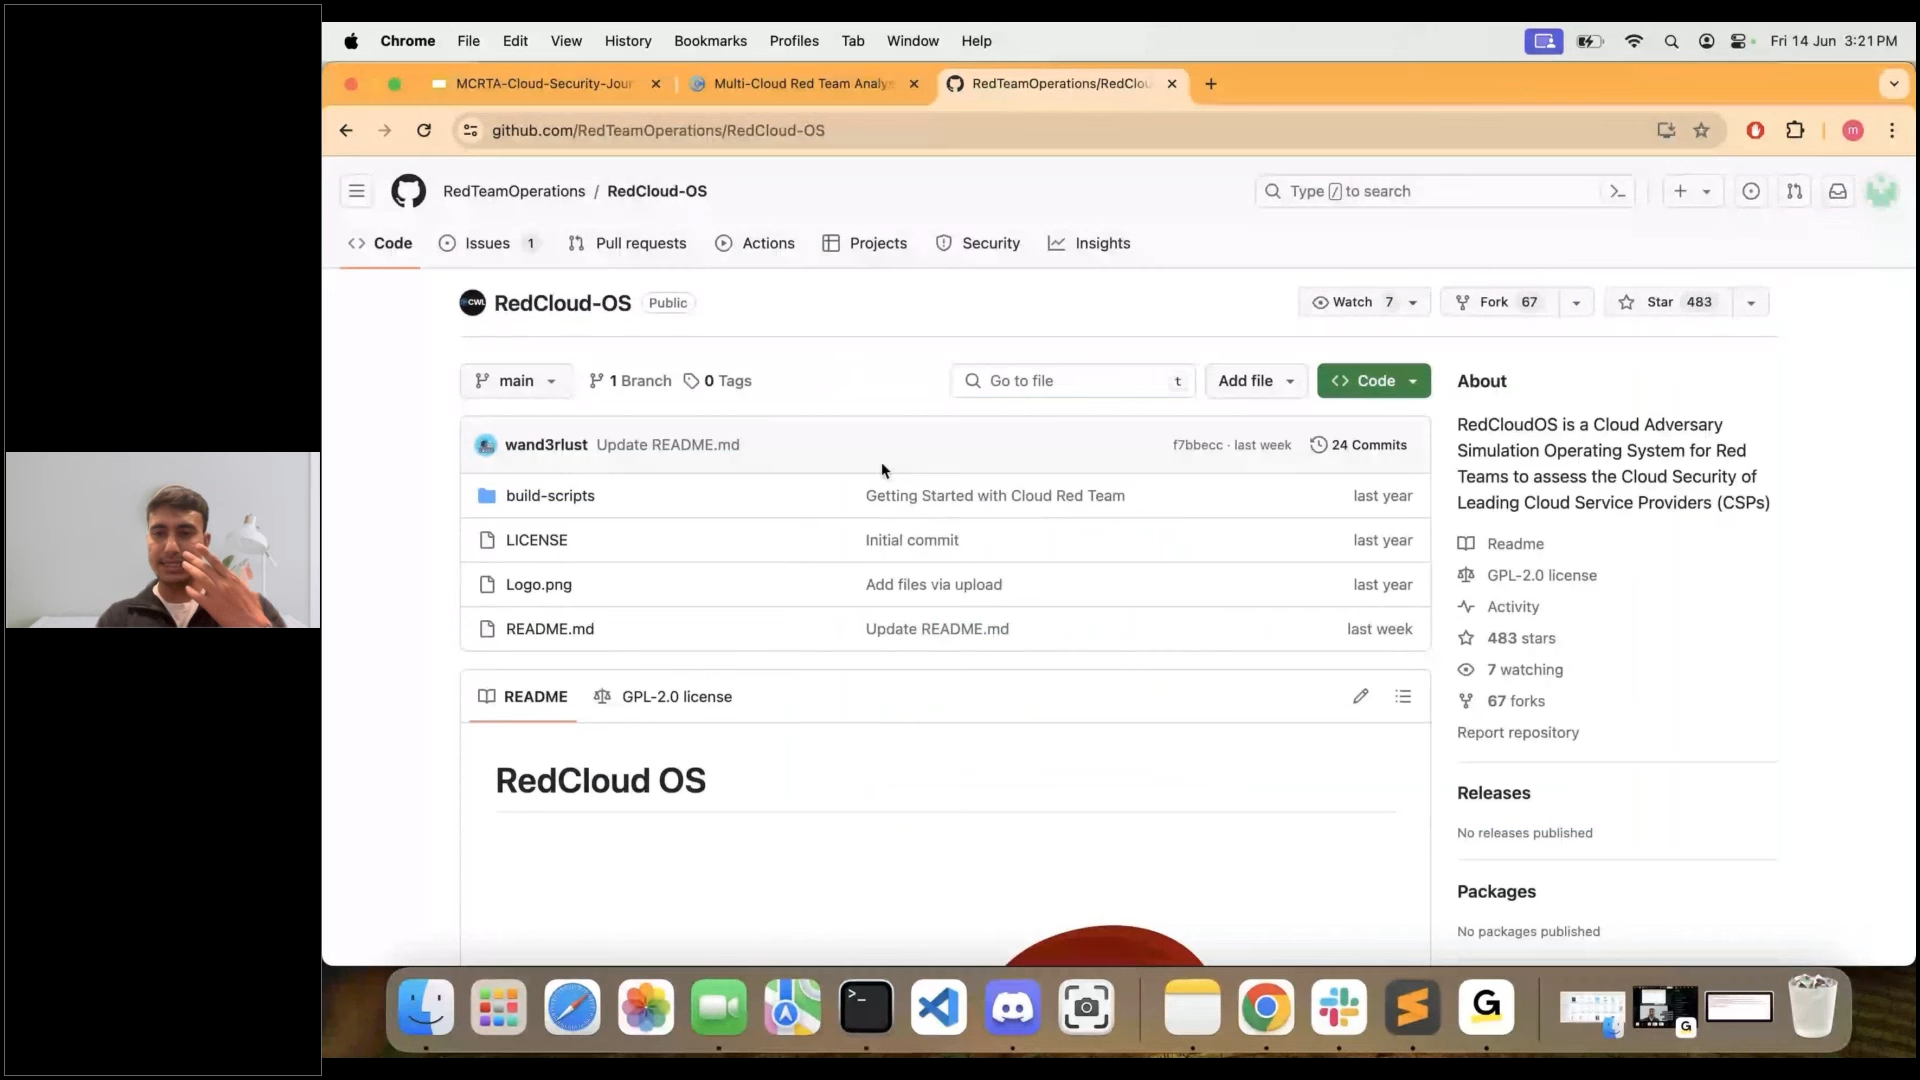 Chrome File Edit View History Bookmarks Profiles Tab Window Help Fri 14 Jun 3:21 PM
MCRTA-Cloud-Security-Jour Multi-Cloud Red Team Analys RedTeamOperations/RedClou
github.com/RedTeamOperations/RedCloud-OS m
RedTeamOperations / RedCloud-OS Type / to search
Code Issues 1 Pull requests Actions Projects Security Insights
CWL RedCloud-OS Public Watch 7 Fork 67 Star 483
main 1 Branch 0 Tags Go to file t Add file Code
wand3rlust Update README.md f7bbecc · last week 24 Commits
build-scripts Getting Started with Cloud Red Team last year
LICENSE Initial commit last year
Logo.png Add files via upload last year
README.md Update README.md last week
README GPL-2.0 license
RedCloud OS
About
RedCloudOS is a Cloud Adversary
Simulation Operating System for Red
Teams to assess the Cloud Security of
Leading Cloud Service Providers (CSPs)
Readme
GPL-2.0 license
Activity
483 stars
7 watching
67 forks
Report repository
Releases
No releases published
Packages
No packages published
G